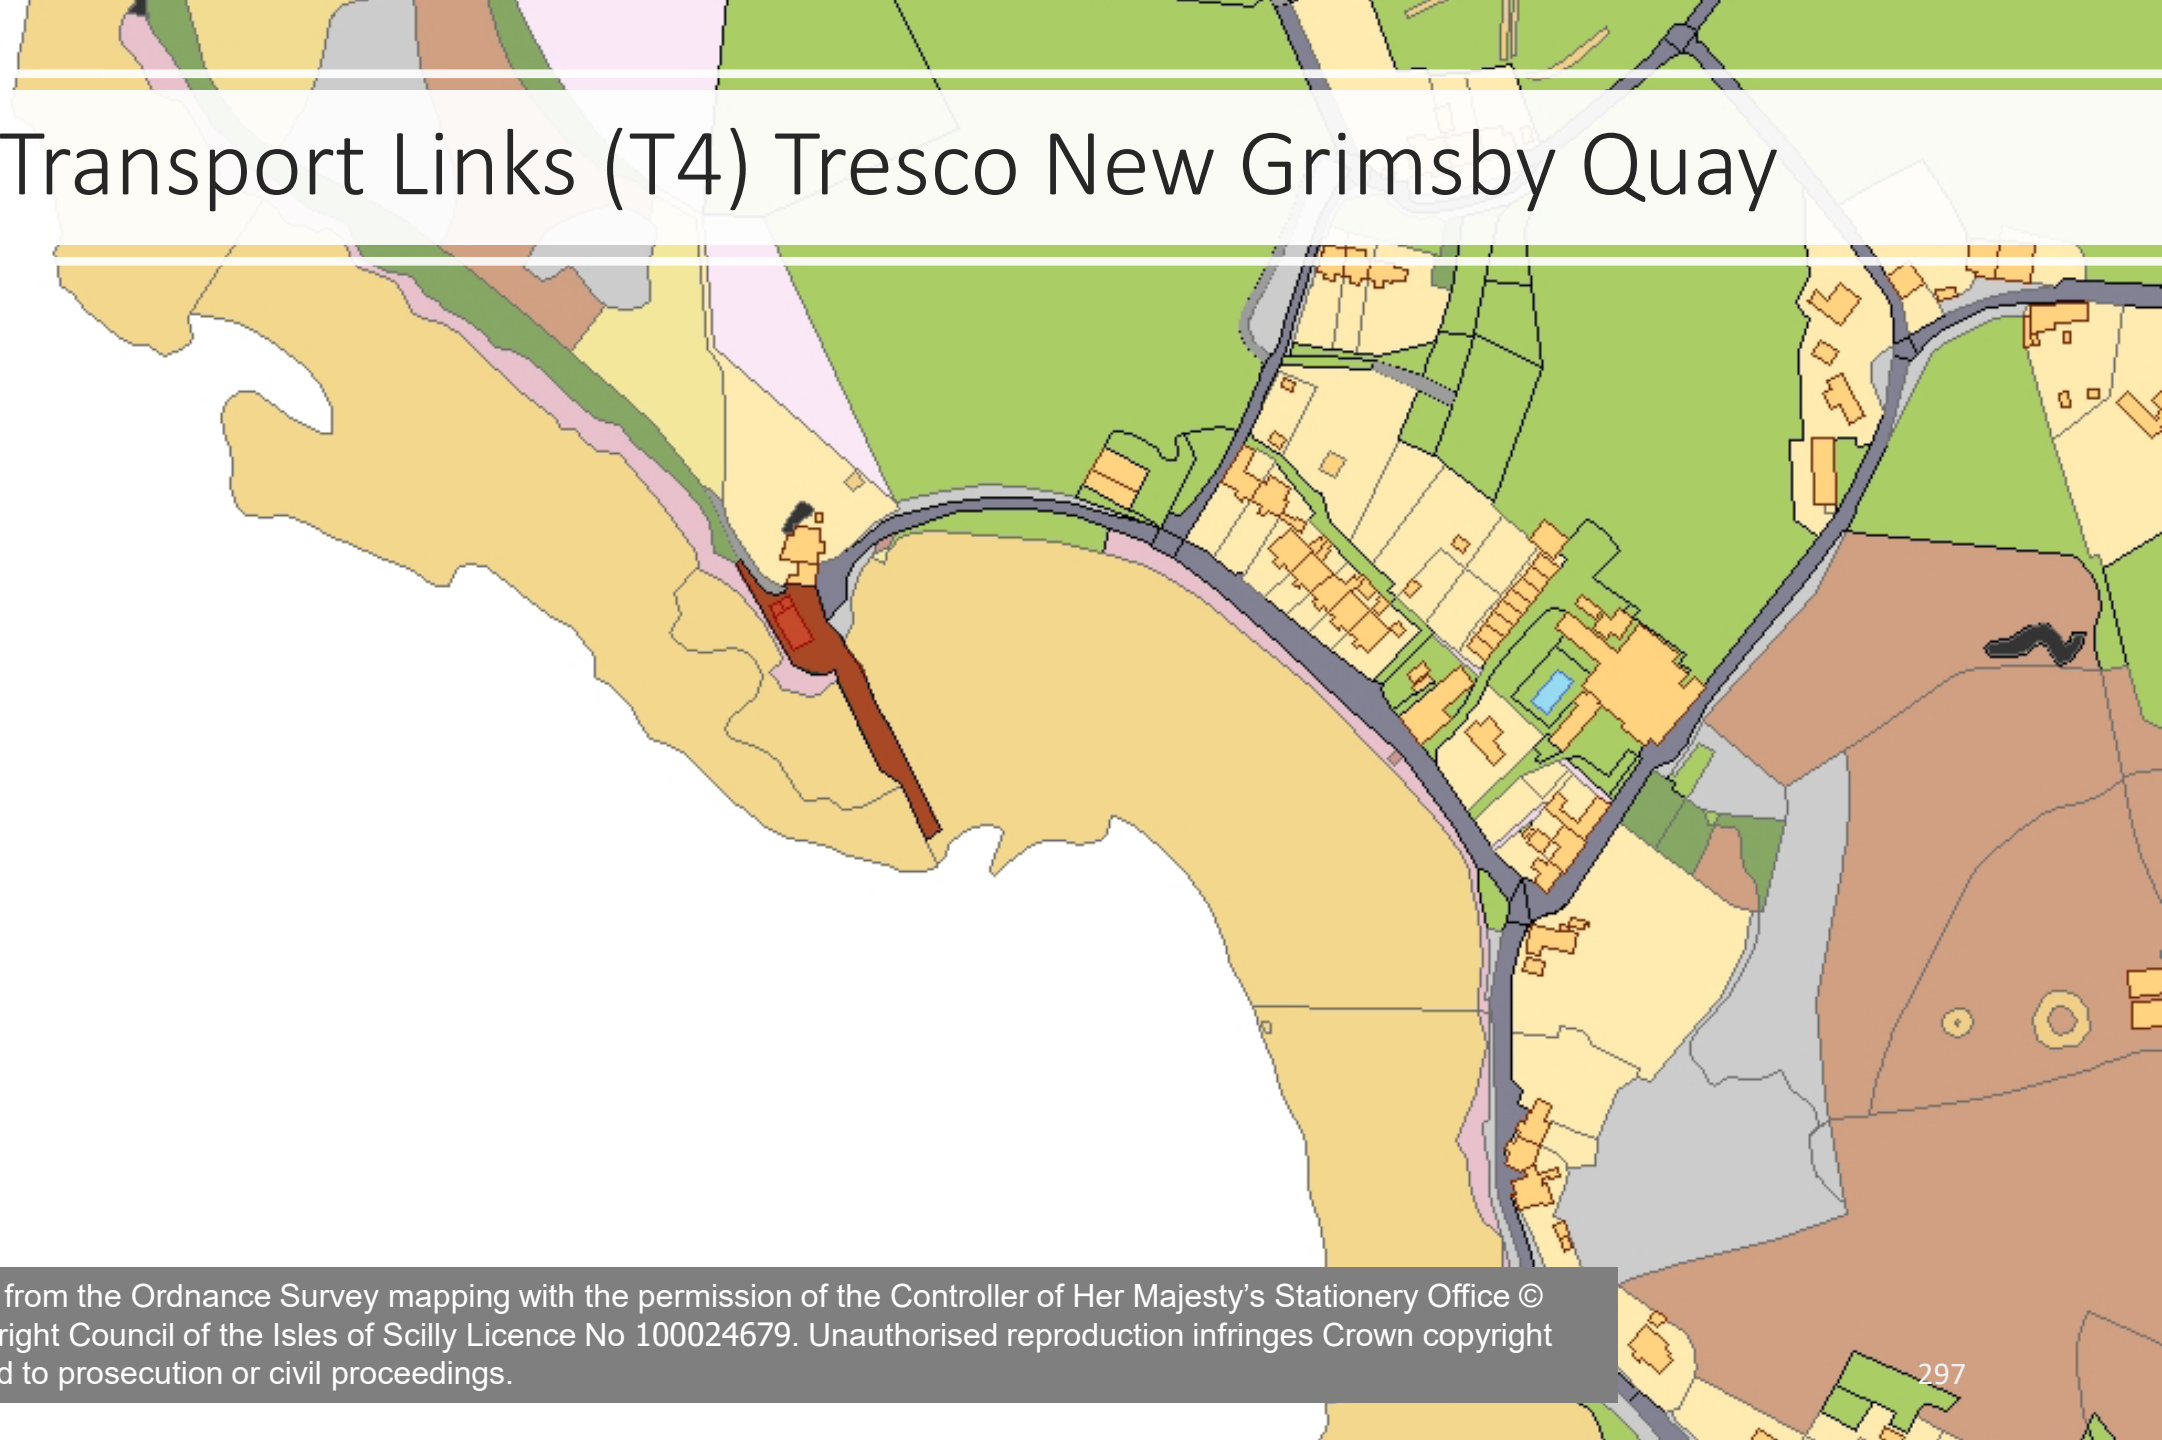 Transport Links (T4) Tresco New Grimsby Quay
from the Ordnance Survey mapping with the permission of the Controller of Her Majesty’s Stationery Office ©
right Council of the Isles of Scilly Licence No 100024679. Unauthorised reproduction infringes Crown copyright
d to prosecution or civil proceedings.
297